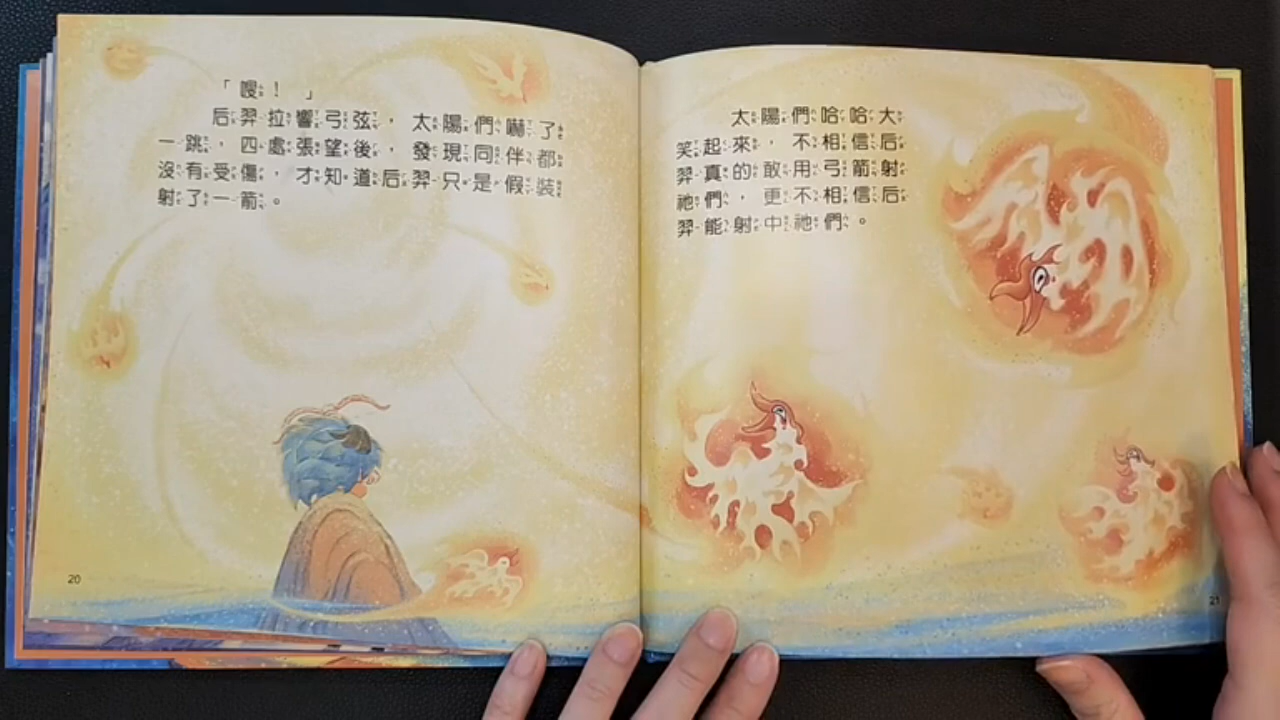 「嗖！」
后羿拉響弓弦，太陽們嚇了
一跳，四處張望後，發現同伴都
沒有受傷，才知道后羿只是假裝
射了一箭。
20
太陽們哈哈大
笑起來，不相信后
羿真的敢用弓箭射
祂們，更不相信后
羿能射中祂們。
21